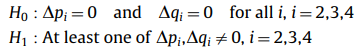 H₀ : Δpᵢ = 0 and Δqᵢ = 0 for all i, i = 2,3,4
H₁ : At least one of Δpᵢ,Δqᵢ ≠ 0, i = 2,3,4